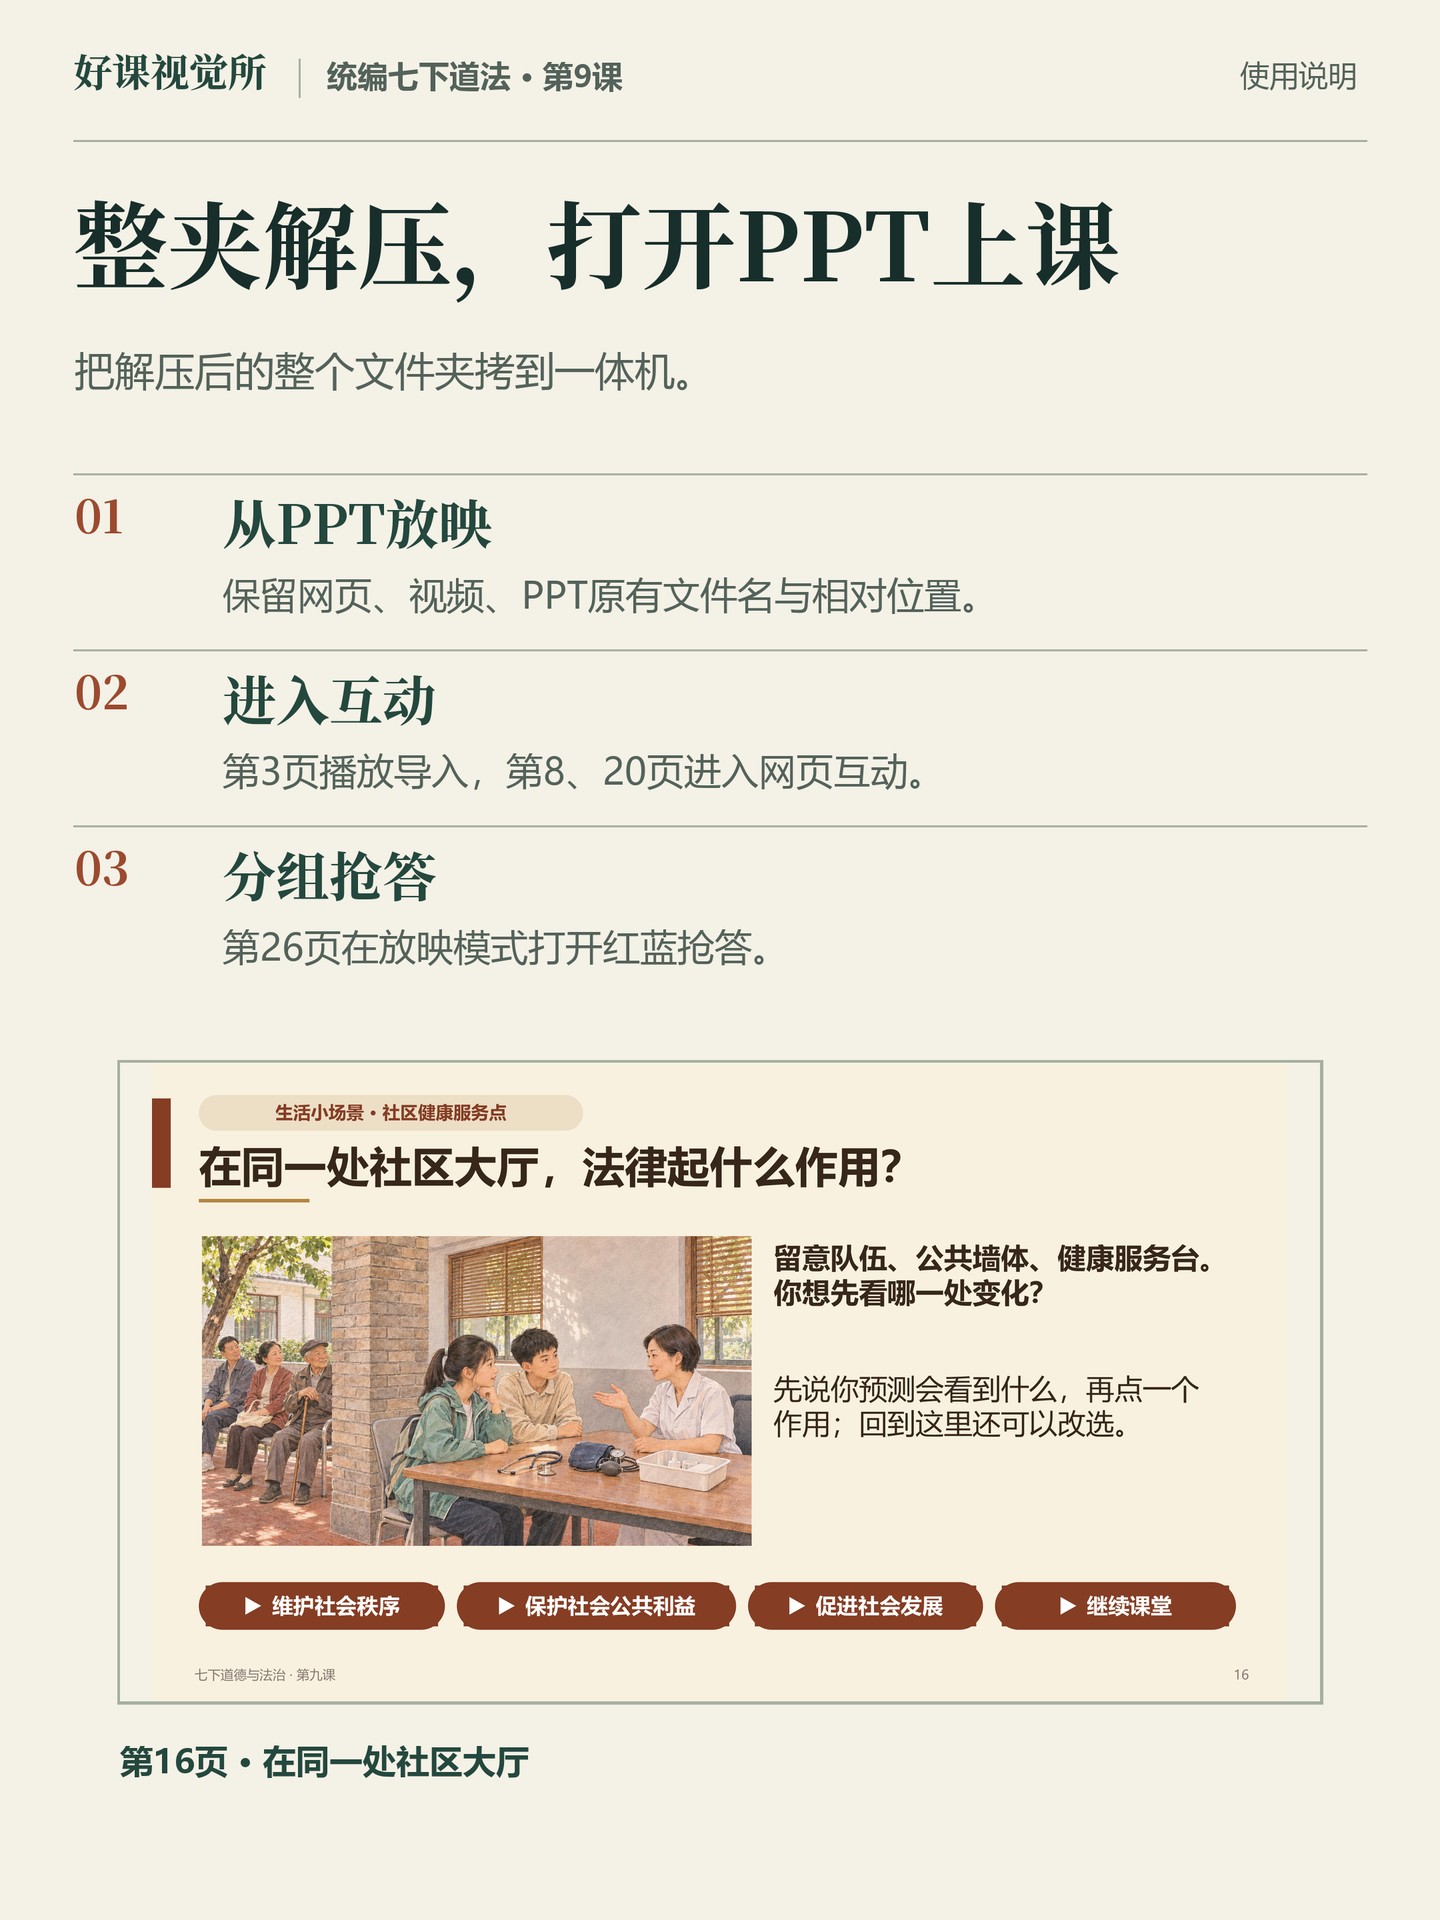 好课视觉所
统编七下道法·第9课
使用说明
整夹解压，打开PPT上课
把解压后的整个文件夹拷到一体机。
01
从PPT放映
保留网页、视频、PPT原有文件名与相对位置。
02
进入互动
第3页播放导入，第8、20页进入网页互动。
03
分组抢答
第26页在放映模式打开红蓝抢答。
生活小场景·社区健康服务点
在同一处社区大厅，法律起什么作用？
留意队伍、公共墙体、健康服务台。
你想先看哪一处变化？
先说你预测会看到什么，再点一个
作用；回到这里还可以改选。
▶ 维护社会秩序
▶ 保护社会公共利益
▶ 促进社会发展
▶ 继续课堂
七下道德与法治·第九课
16
第16页·在同一处社区大厅